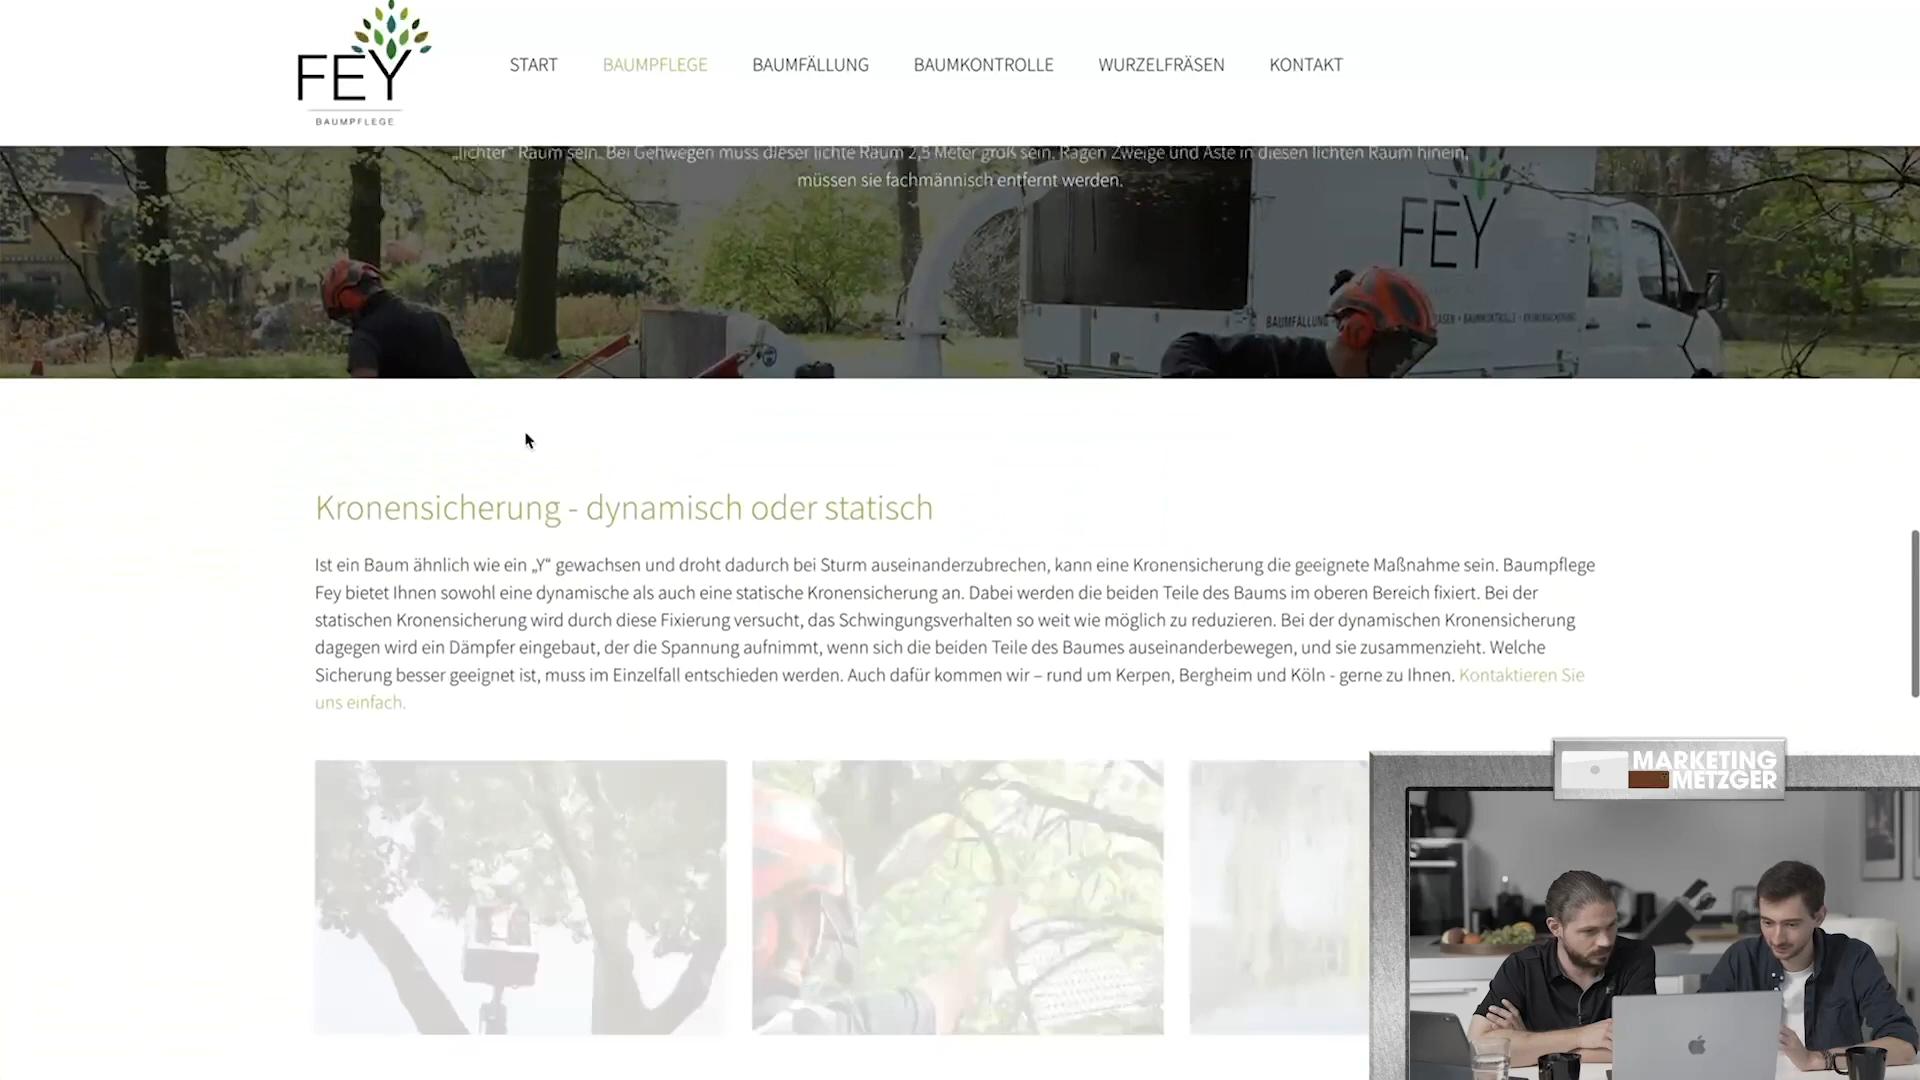 FEY
BAUMPFLEGE
START BAUMPFLEGE BAUMFÄLLUNG BAUMKONTROLLE WURZELFRÄSEN KONTAKT
„lichter“ Raum sein. Bei Gehwegen muss dieser lichte Raum 2,5 Meter groß sein. Ragen Zweige und Äste in diesen lichten Raum hinein,
müssen sie fachmännisch entfernt werden.
FEY
BAUMFÄLLUNG
BAUMKONTROLLE
Kronensicherung - dynamisch oder statisch
Ist ein Baum ähnlich wie ein „Y“ gewachsen und droht dadurch bei Sturm auseinanderzubrechen, kann eine Kronensicherung die geeignete Maßnahme sein. Baumpflege
Fey bietet Ihnen sowohl eine dynamische als auch eine statische Kronensicherung an. Dabei werden die beiden Teile des Baums im oberen Bereich fixiert. Bei der
statischen Kronensicherung wird durch diese Fixierung versucht, das Schwingungsverhalten so weit wie möglich zu reduzieren. Bei der dynamischen Kronensicherung
dagegen wird ein Dämpfer eingebaut, der die Spannung aufnimmt, wenn sich die beiden Teile des Baumes auseinanderbewegen, und sie zusammenzieht. Welche
Sicherung besser geeignet ist, muss im Einzelfall entschieden werden. Auch dafür kommen wir – rund um Kerpen, Bergheim und Köln - gerne zu Ihnen. Kontaktieren Sie
uns einfach.
MARKETING
METZGER